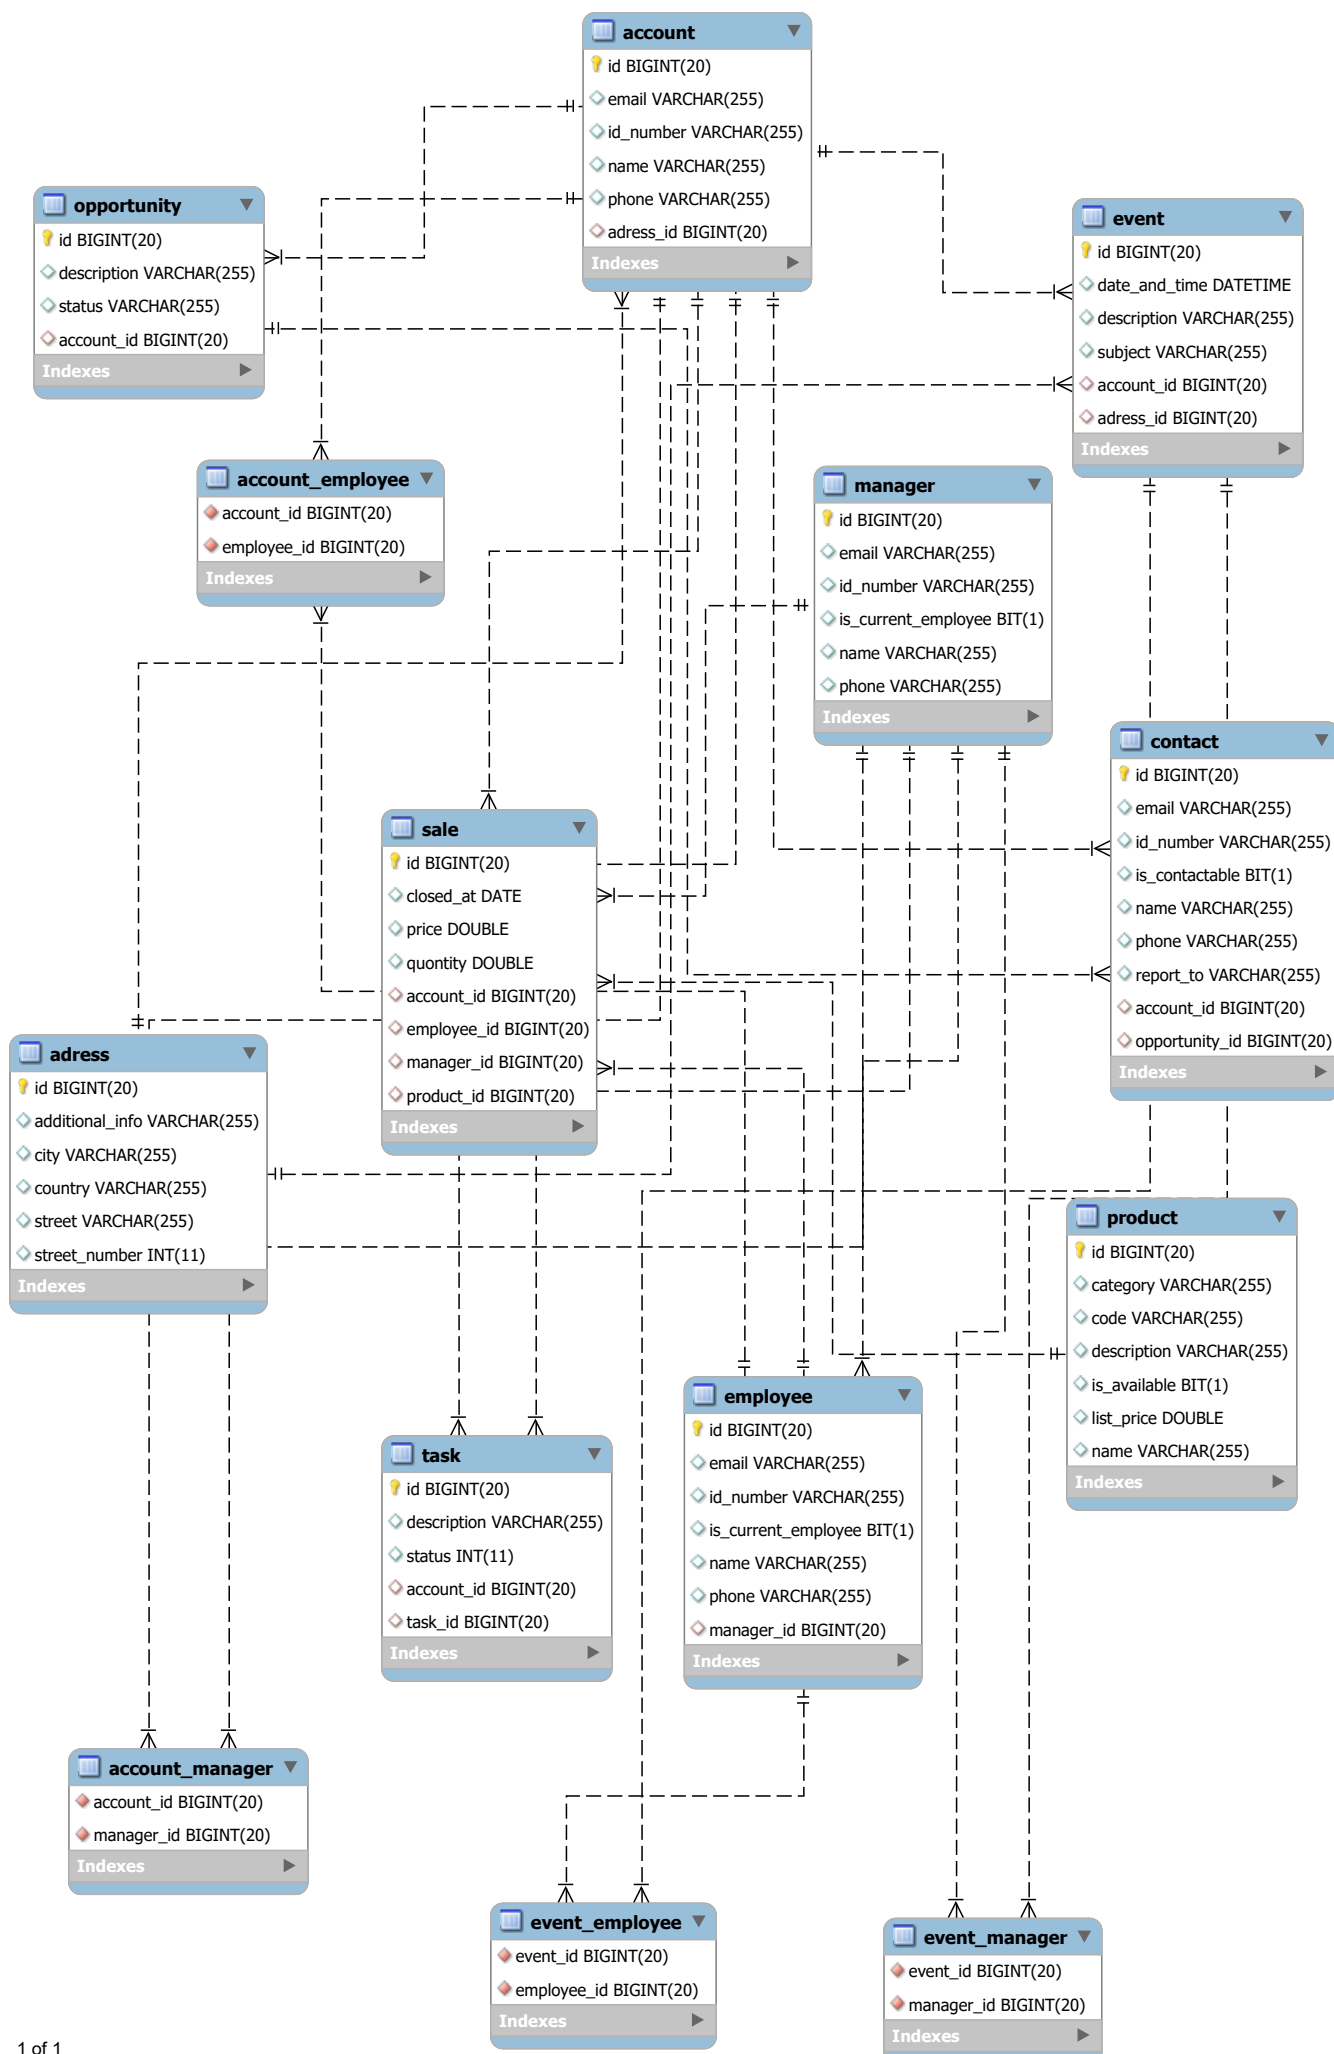 account
id BIGINT(20)
email VARCHAR(255)
id_number VARCHAR(255)
name VARCHAR(255)
phone VARCHAR(255)
adress_id BIGINT(20)
Indexes
opportunity
id BIGINT(20)
description VARCHAR(255)
status VARCHAR(255)
account_id BIGINT(20)
Indexes
event
id BIGINT(20)
date_and_time DATETIME
description VARCHAR(255)
subject VARCHAR(255)
account_id BIGINT(20)
adress_id BIGINT(20)
Indexes
account_employee
account_id BIGINT(20)
employee_id BIGINT(20)
Indexes
manager
id BIGINT(20)
email VARCHAR(255)
id_number VARCHAR(255)
is_current_employee BIT(1)
name VARCHAR(255)
phone VARCHAR(255)
Indexes
contact
id BIGINT(20)
email VARCHAR(255)
id_number VARCHAR(255)
is_contactable BIT(1)
name VARCHAR(255)
phone VARCHAR(255)
report_to VARCHAR(255)
account_id BIGINT(20)
opportunity_id BIGINT(20)
Indexes
sale
id BIGINT(20)
closed_at DATE
price DOUBLE
quontity DOUBLE
account_id BIGINT(20)
employee_id BIGINT(20)
manager_id BIGINT(20)
product_id BIGINT(20)
Indexes
adress
id BIGINT(20)
additional_info VARCHAR(255)
city VARCHAR(255)
country VARCHAR(255)
street VARCHAR(255)
street_number INT(11)
Indexes
product
id BIGINT(20)
category VARCHAR(255)
code VARCHAR(255)
description VARCHAR(255)
is_available BIT(1)
list_price DOUBLE
name VARCHAR(255)
Indexes
employee
id BIGINT(20)
email VARCHAR(255)
id_number VARCHAR(255)
is_current_employee BIT(1)
name VARCHAR(255)
phone VARCHAR(255)
manager_id BIGINT(20)
Indexes
task
id BIGINT(20)
description VARCHAR(255)
status INT(11)
account_id BIGINT(20)
task_id BIGINT(20)
Indexes
account_manager
account_id BIGINT(20)
manager_id BIGINT(20)
Indexes
event_employee
event_id BIGINT(20)
employee_id BIGINT(20)
Indexes
event_manager
event_id BIGINT(20)
manager_id BIGINT(20)
Indexes
1 of 1